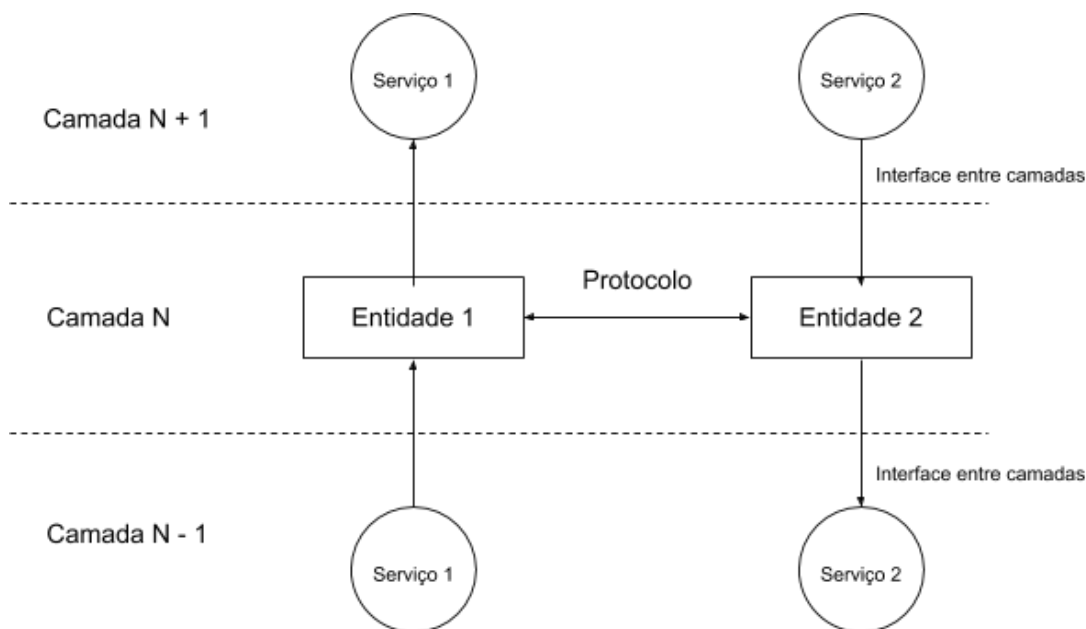 Serviço 1
Serviço 2
Camada N + 1
Interface entre camadas
Protocolo
Camada N
Entidade 1
Entidade 2
Interface entre camadas
Camada N - 1
Serviço 1
Serviço 2